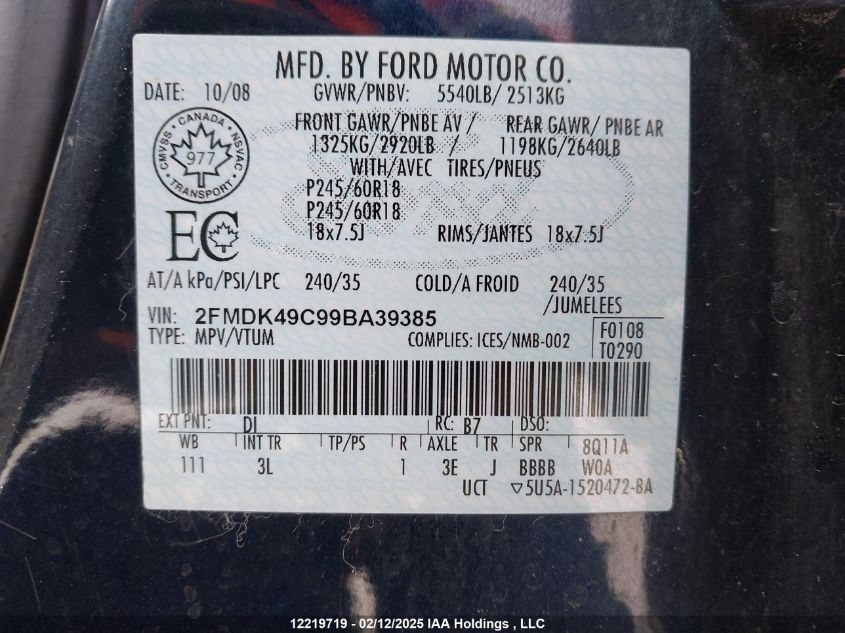 MFD. BY FORD MOTOR CO.
DATE: 10/08 GVWR/PNBV: 5540LB/ 2513KG
FRONT GAWR/PNBE AV / REAR GAWR/ PNBE AR
1325KG/2920LB / 1198KG/2640LB
WITH/AVEC TIRES/PNEUS
P245/60R18
P245/60R18
18x7.5J RIMS/JANTES 18x7.5J
CANADA
CMVSS NSVAC
977
TRANSPORT
EC
AT/A kPa/PSI/LPC 240/35 COLD/A FROID 240/35
/JUMELEES
VIN: 2FMDK49C99BA39385
TYPE: MPV/VTUM COMPLIES: ICES/NMB-002
F0108
T0290
EXT PNT: DI RC: B7 DSO:
WB INT TR TP/PS R AXLE TR SPR 8Q11A
111 3L 1 3E J BBBB W0A
UCT ▽5U5A-1520472-BA
12219719 - 02/12/2025 IAA Holdings , LLC